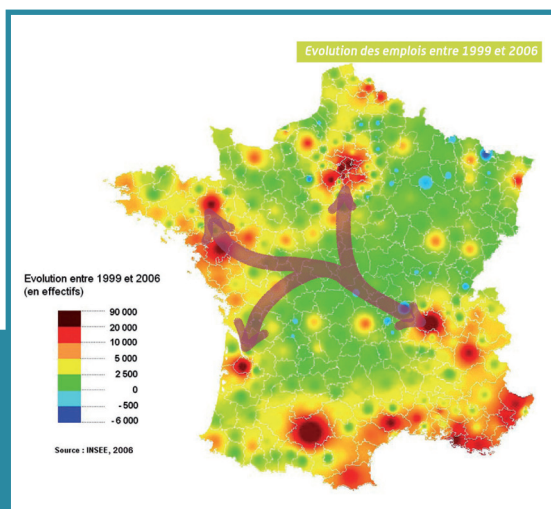 Evolution des emplois entre 1999 et 2006
Evolution entre 1999 et 2006
(en effectifs)
90 000
20 000
10 000
5 000
2 500
0
- 500
- 6 000
Source : INSEE, 2006